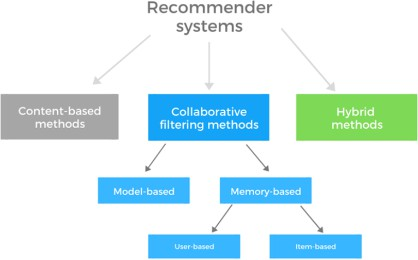 Recommender
systems
Content-based
methods
Collaborative
filtering methods
Hybrid
methods
Model-based
Memory-based
User-based
Item-based